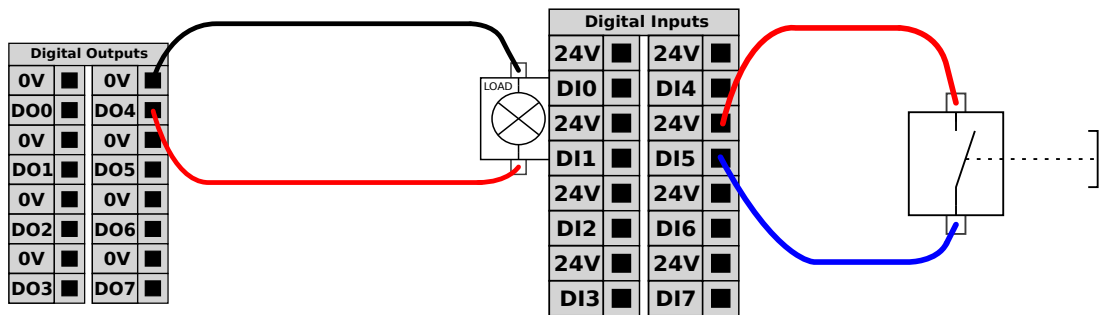 Digital Outputs
0V 0V
DO0 DO4
0V 0V
DO1 DO5
0V 0V
DO2 DO6
0V 0V
DO3 DO7
LOAD
Digital Inputs
24V 24V
DI0 DI4
24V 24V
DI1 DI5
24V 24V
DI2 DI6
24V 24V
DI3 DI7